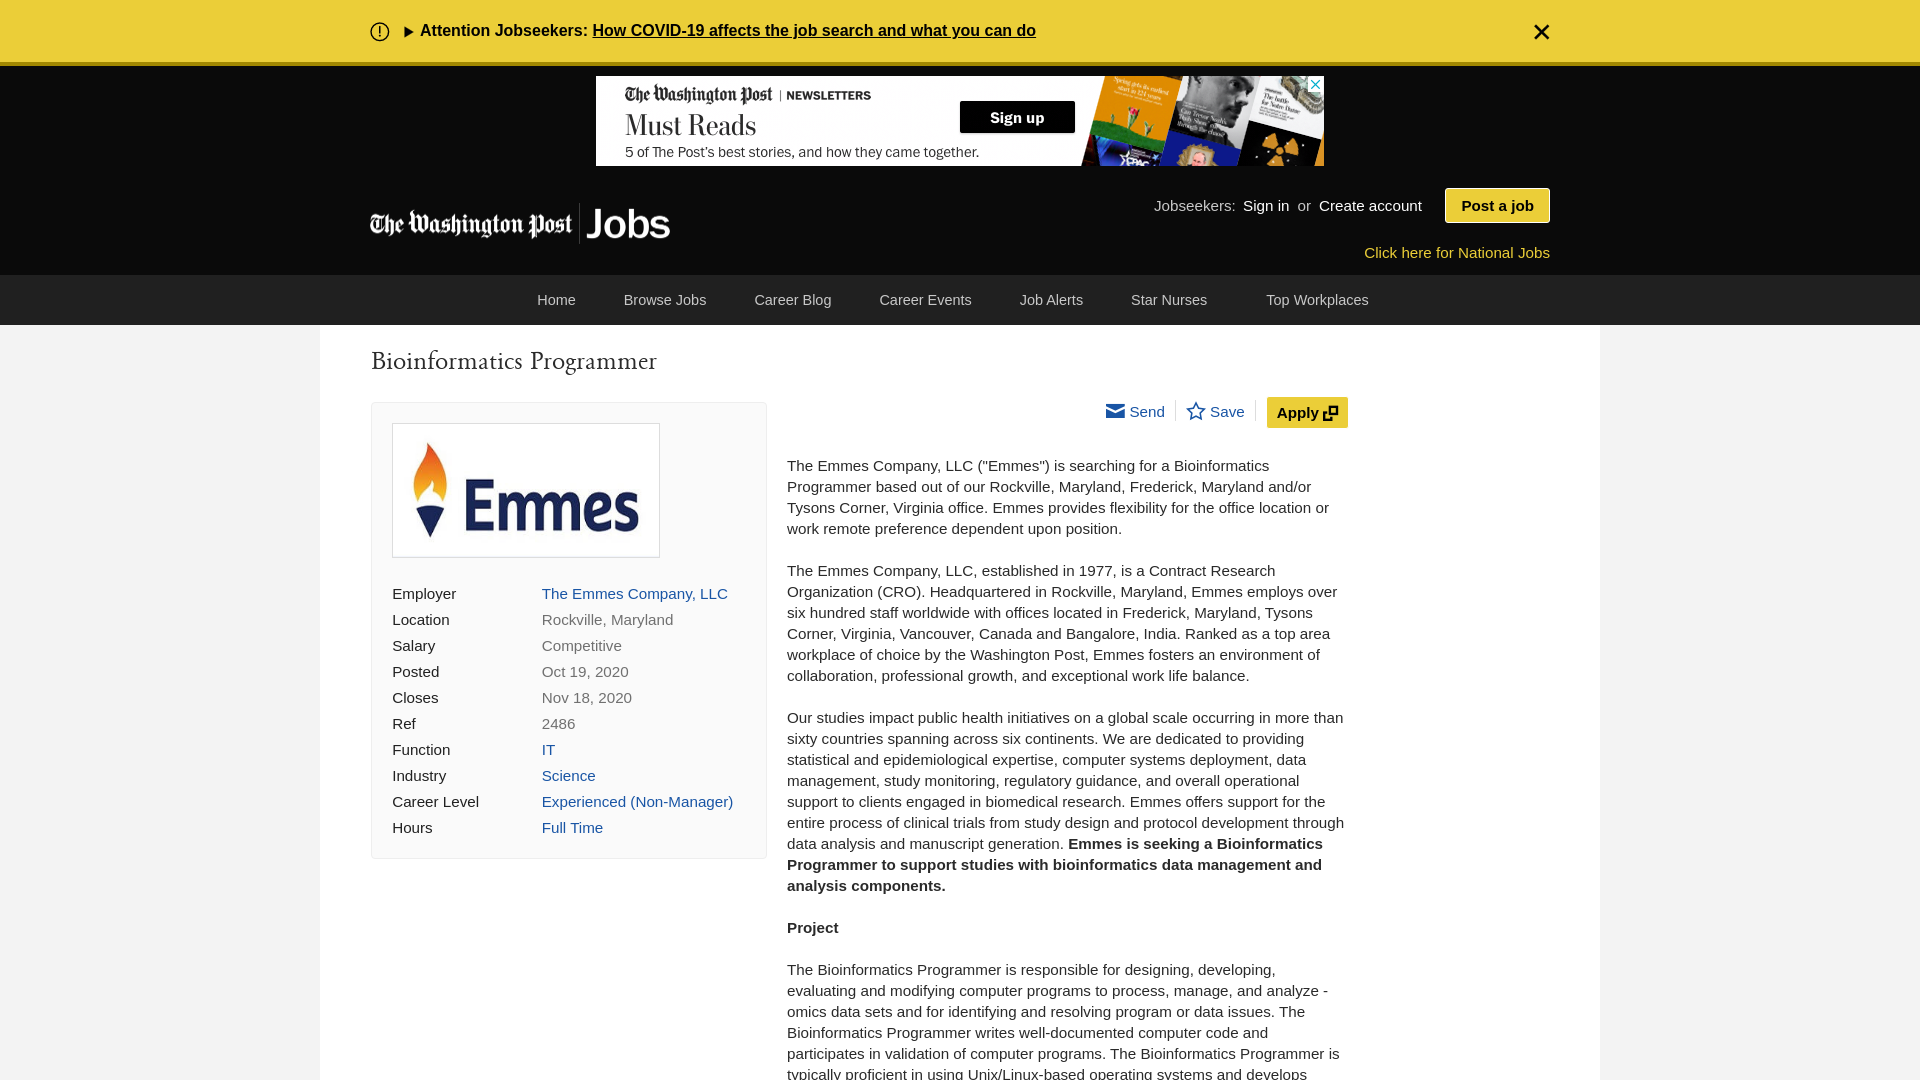 Attention Jobseekers: How COVID-19 affects the job search and what you can do
The Washington Post | NEWSLETTERS
Must Reads
5 of The Post's best stories, and how they came together.
Sign up
The Washington Post Jobs
Jobseekers: Sign in or Create account
Post a job
Click here for National Jobs
Home Browse Jobs Career Blog Career Events Job Alerts Star Nurses Top Workplaces
Bioinformatics Programmer
Emmes
Employer The Emmes Company, LLC
Location Rockville, Maryland
Salary Competitive
Posted Oct 19, 2020
Closes Nov 18, 2020
Ref 2486
Function IT
Industry Science
Career Level Experienced (Non-Manager)
Hours Full Time
Send Save Apply
The Emmes Company, LLC ("Emmes") is searching for a Bioinformatics
Programmer based out of our Rockville, Maryland, Frederick, Maryland and/or
Tysons Corner, Virginia office. Emmes provides flexibility for the office location or
work remote preference dependent upon position.
The Emmes Company, LLC, established in 1977, is a Contract Research
Organization (CRO). Headquartered in Rockville, Maryland, Emmes employs over
six hundred staff worldwide with offices located in Frederick, Maryland, Tysons
Corner, Virginia, Vancouver, Canada and Bangalore, India. Ranked as a top area
workplace of choice by the Washington Post, Emmes fosters an environment of
collaboration, professional growth, and exceptional work life balance.
Our studies impact public health initiatives on a global scale occurring in more than
sixty countries spanning across six continents. We are dedicated to providing
statistical and epidemiological expertise, computer systems deployment, data
management, study monitoring, regulatory guidance, and overall operational
support to clients engaged in biomedical research. Emmes offers support for the
entire process of clinical trials from study design and protocol development through
data analysis and manuscript generation. Emmes is seeking a Bioinformatics
Programmer to support studies with bioinformatics data management and
analysis components.
Project
The Bioinformatics Programmer is responsible for designing, developing,
evaluating and modifying computer programs to process, manage, and analyze -
omics data sets and for identifying and resolving program or data issues. The
Bioinformatics Programmer writes well-documented computer code and
participates in validation of computer programs. The Bioinformatics Programmer is
typically proficient in using Unix/Linux-based operating systems and develops